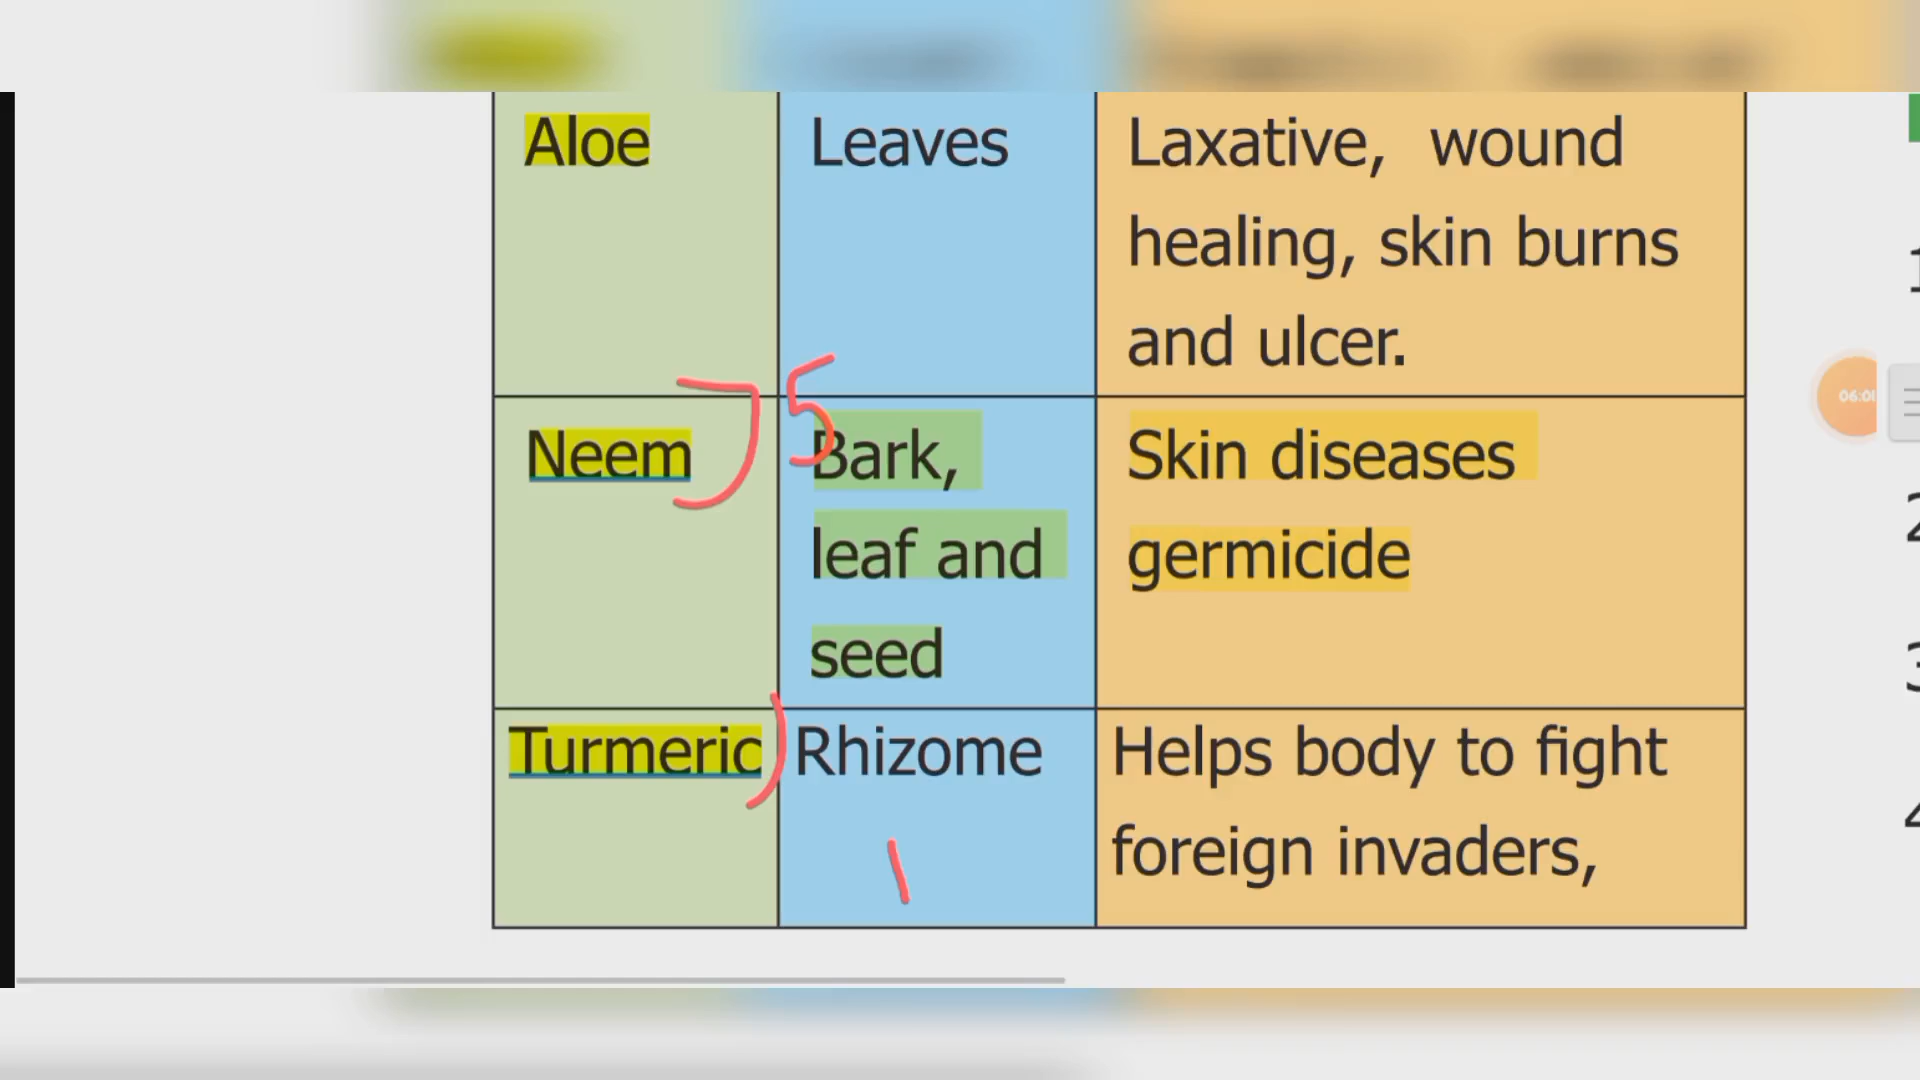 Aloe Leaves Laxative, wound
healing, skin burns
and ulcer.
5
Neem Bark, Skin diseases
leaf and germicide
seed
Turmeric Rhizome Helps body to fight
foreign invaders,